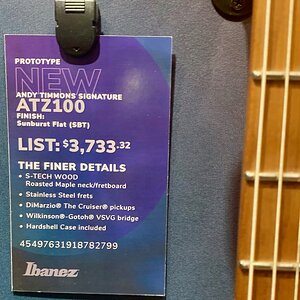 PROTOTYPE
NEW
ANDY TIMMONS SIGNATURE
ATZ100
FINISH:
Sunburst Flat (SBT)
LIST: $3,733.32
THE FINER DETAILS
• S-TECH WOOD
Roasted Maple neck/fretboard
• Stainless Steel frets
• DiMarzio® The Cruiser® pickups
• Wilkinson®-Gotoh® VSVG bridge
• Hardshell Case included
45497631918782799
Ibanez